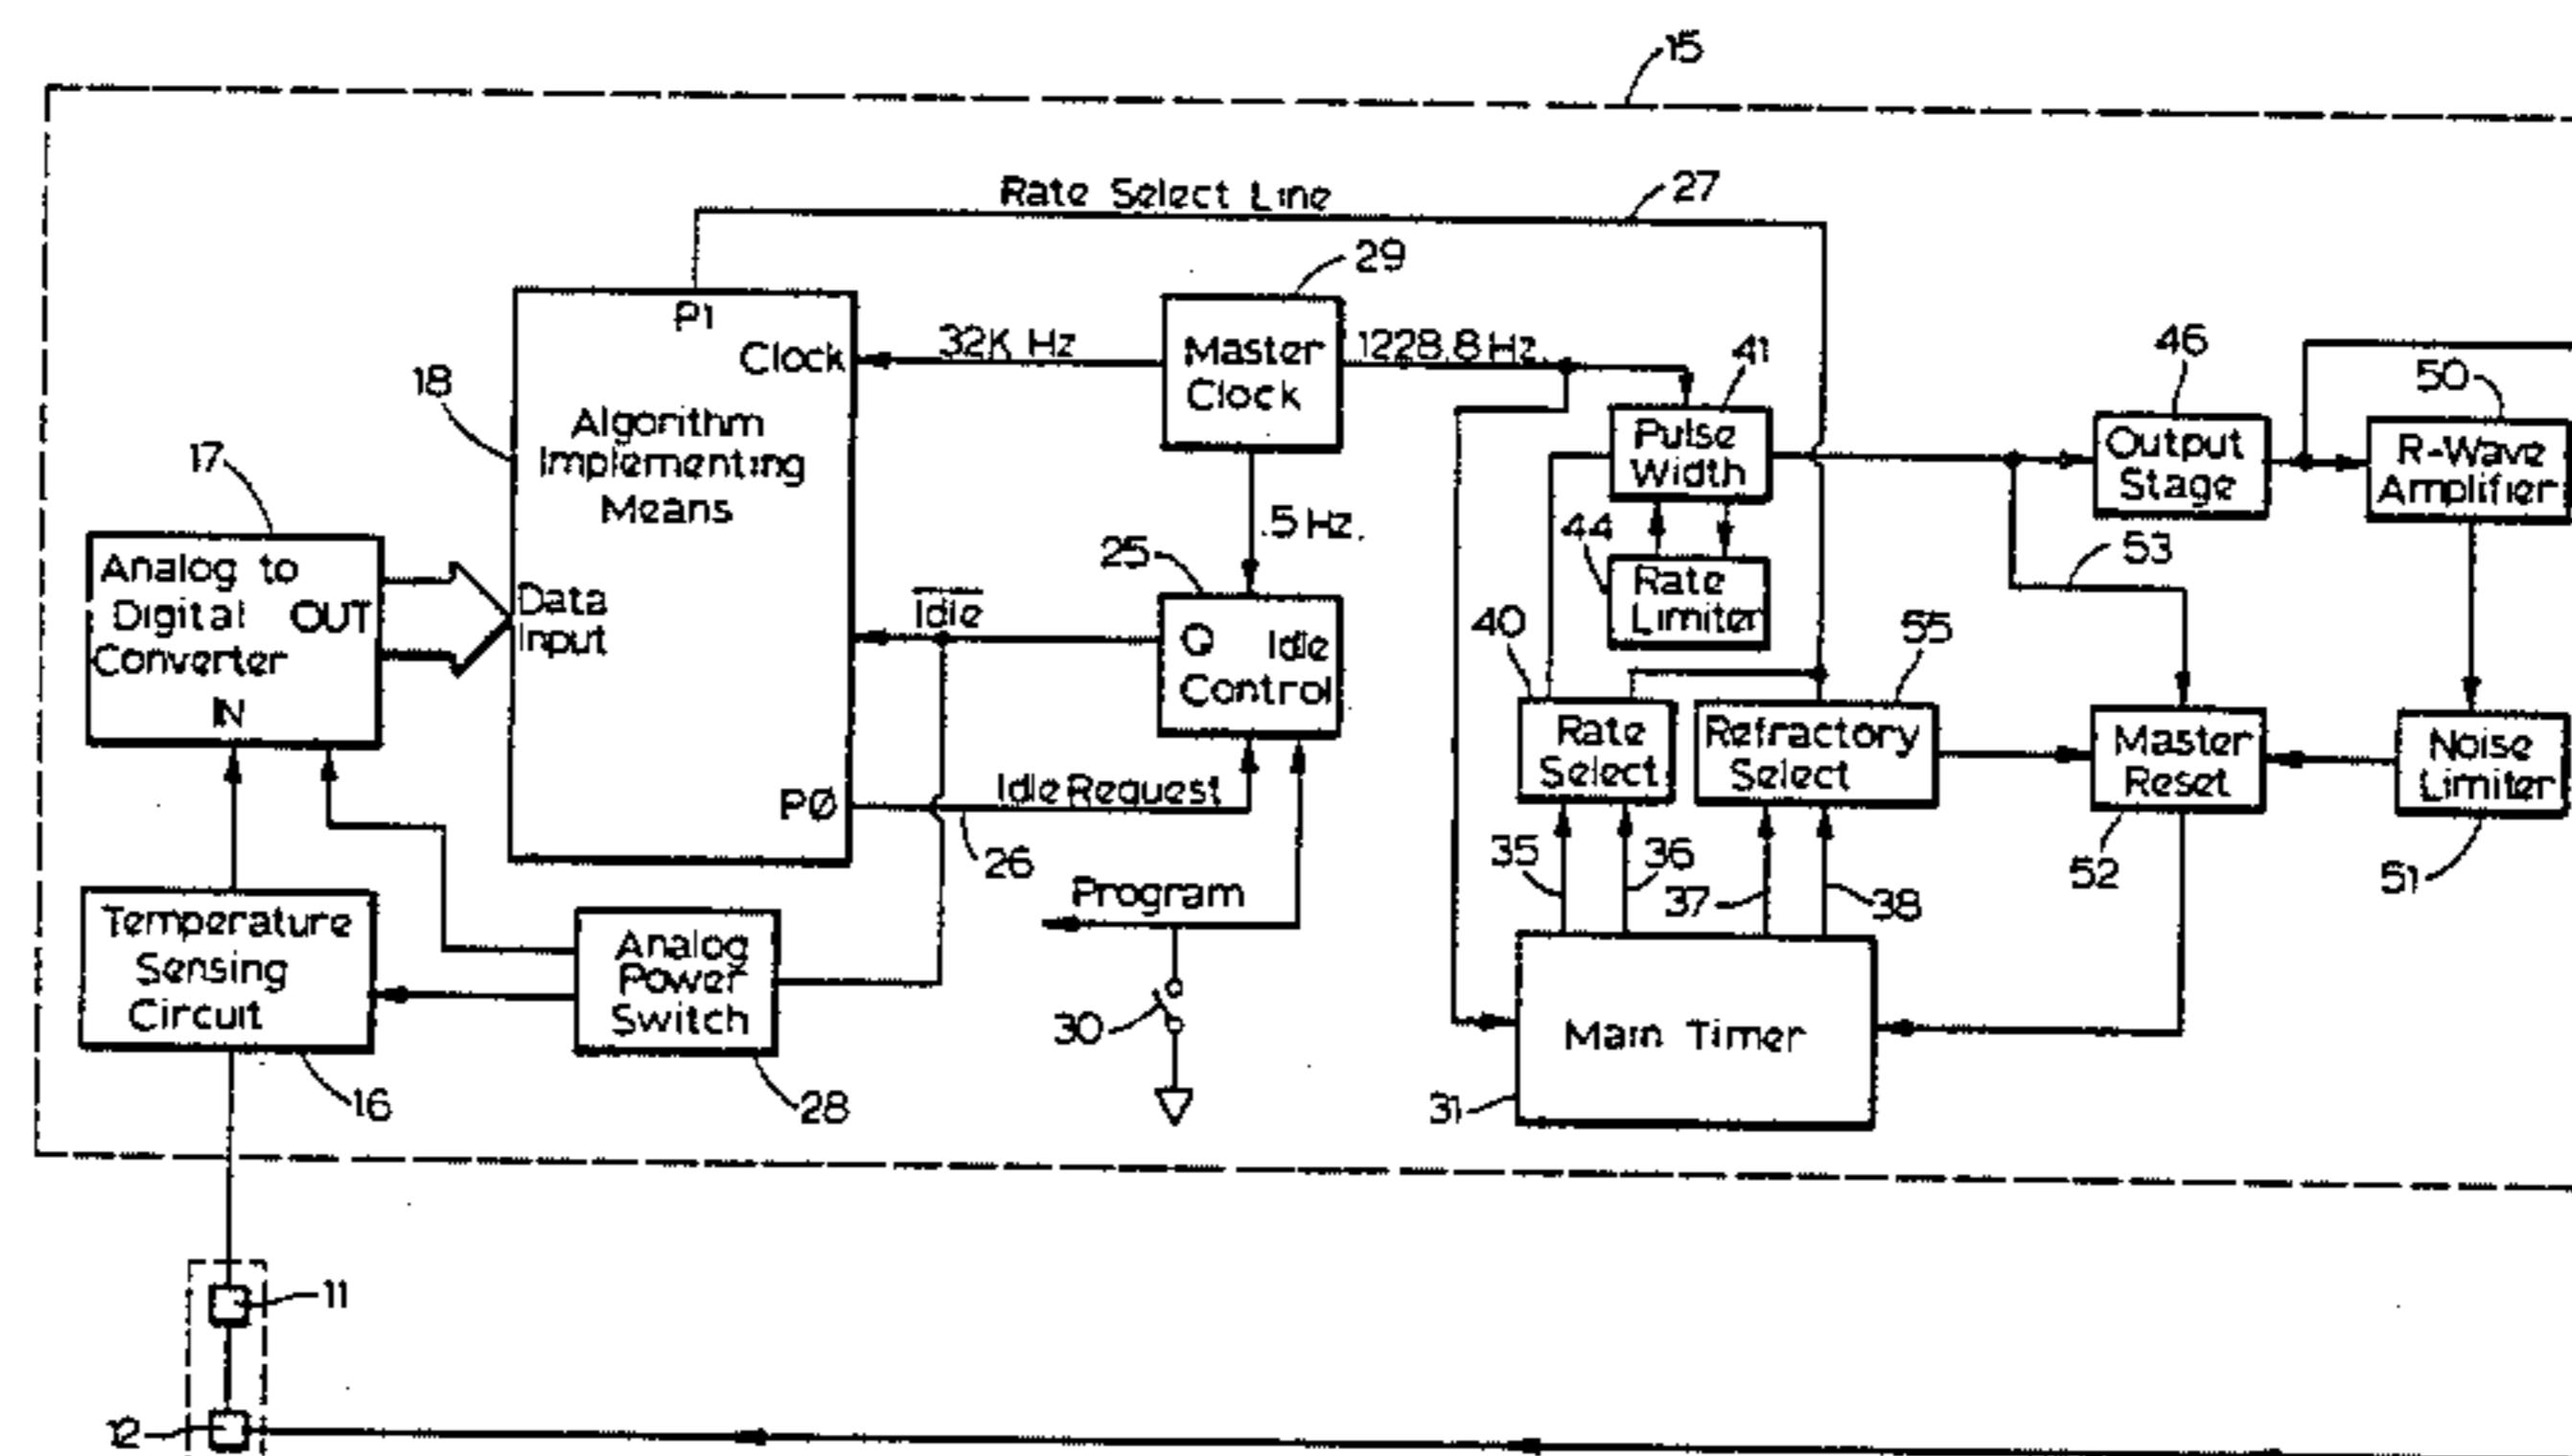 15
Rate Select Line
27
29
P1
Clock
32K Hz
Master
Clock
1228.8 Hz
41
46
50
18
Algorithm
Implementing
Means
Pulse
Width
Output
Stage
R-Wave
Amplifier
17
.5 Hz.
44
53
25
Analog to
Digital OUT
Converter
IN
Data
Input
Idle
Q Idle
Control
Rate
Limiter
40
55
Rate
Select
Refractory
Select
Master
Reset
Noise
Limiter
PØ
Idle Request
26
35
36
37
38
52
51
Program
Temperature
Sensing
Circuit
Analog
Power
Switch
30
Main Timer
31
16
28
11
12